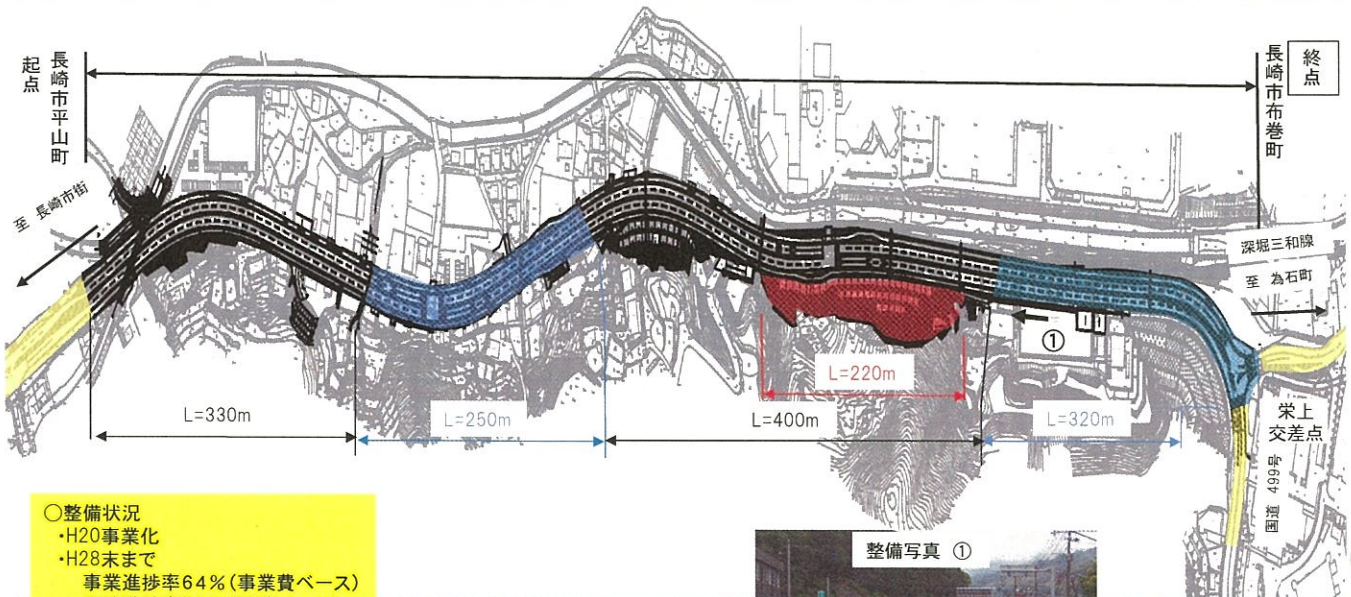 起点
長崎市平山町
長崎市布巻町
終点
至 長崎市街
深堀三和線
至 為石町
①
L=220m
L=330m
L=250m
L=400m
L=320m
栄上
交差点
国道 499号
○整備状況
・H20事業化
・H28末まで
事業進捗率64%(事業費ベース)
整備写真 ①